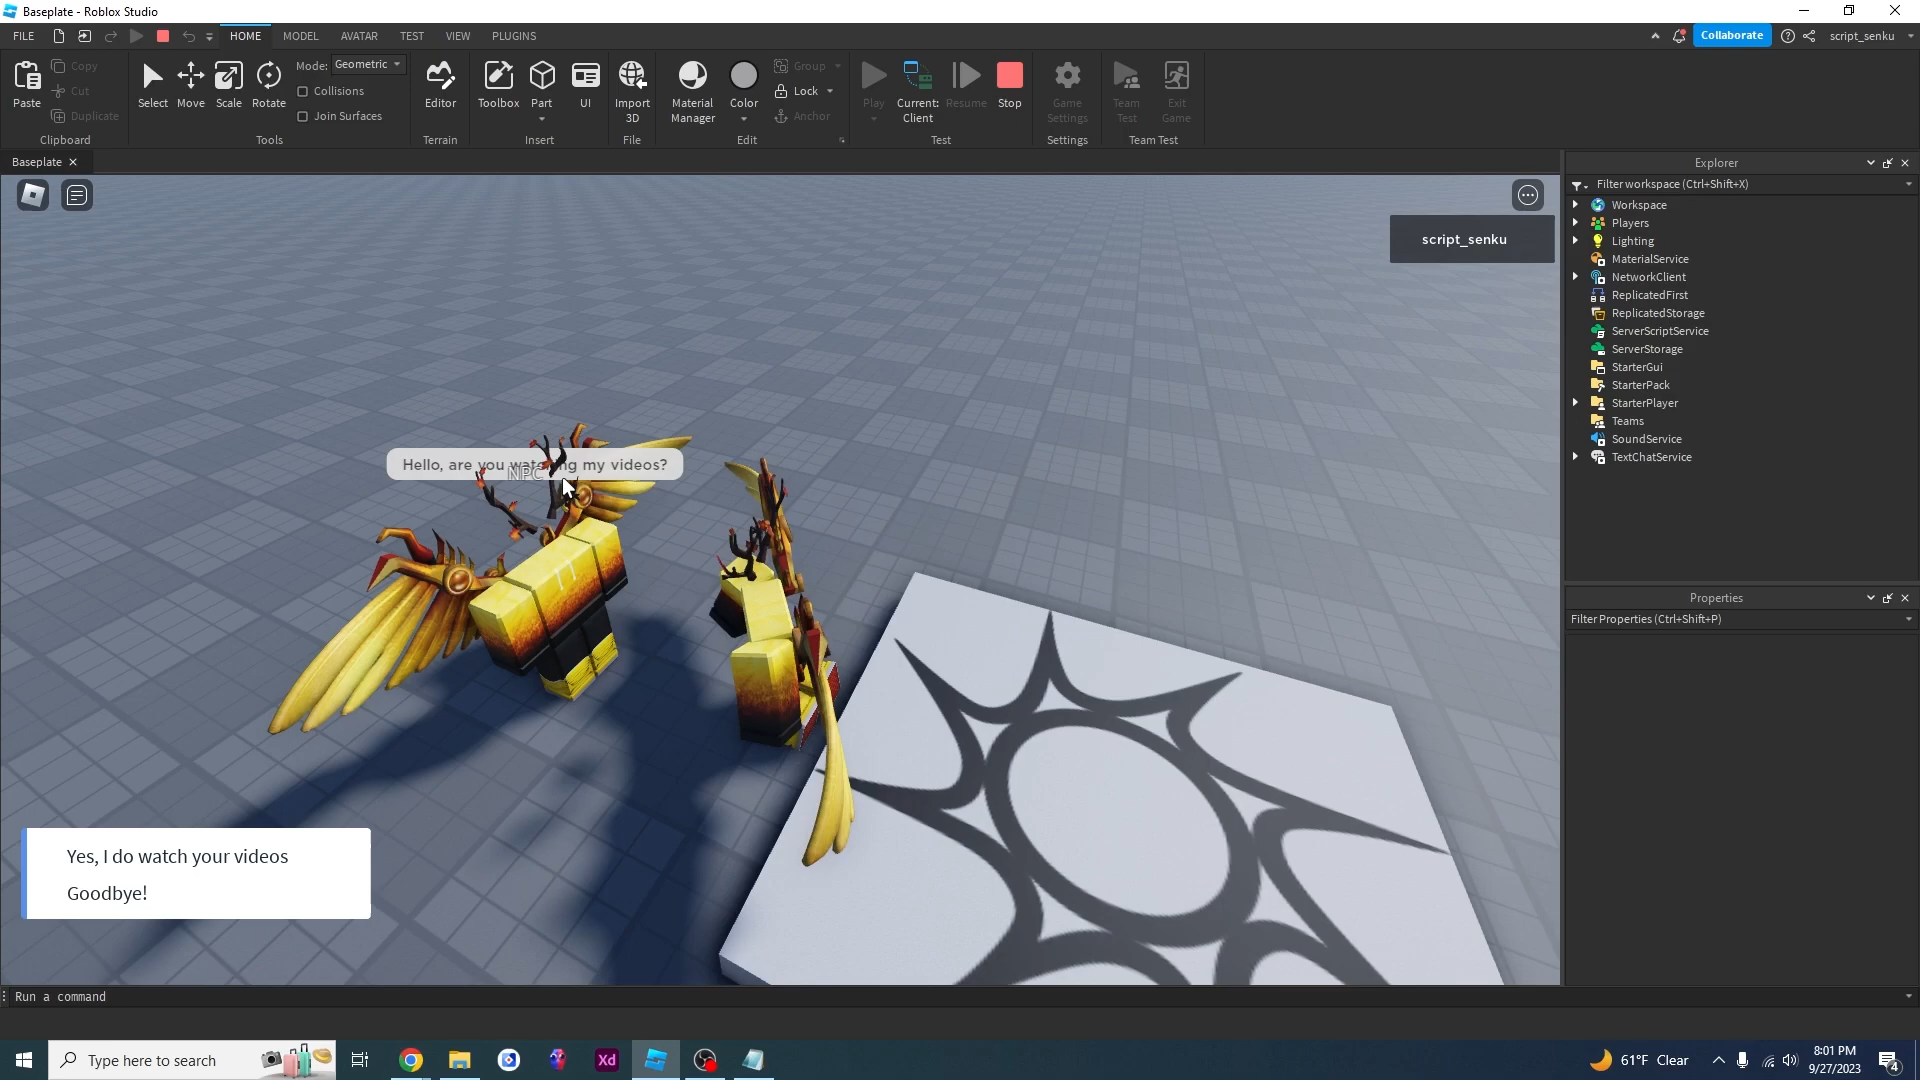 Baseplate - Roblox Studio
FILE HOME MODEL AVATAR TEST VIEW PLUGINS Collaborate script_senku
Paste Copy Cut Duplicate Clipboard
Select Move Scale Rotate Mode: Geometric Collisions Join Surfaces Tools
Editor Terrain
Toolbox Part UI Insert
Import 3D File
Material Manager Color Group Lock Anchor Edit
Play Current: Client Resume Stop Test
Game Settings Settings
Team Test Exit Game Team Test
Baseplate
script_senku
Hello, are you watching my videos?
NPC
Yes, I do watch your videos
Goodbye!
Explorer
Filter workspace (Ctrl+Shift+X)
Workspace
Players
Lighting
MaterialService
NetworkClient
ReplicatedFirst
ReplicatedStorage
ServerScriptService
ServerStorage
StarterGui
StarterPack
StarterPlayer
Teams
SoundService
TextChatService
Properties
Filter Properties (Ctrl+Shift+P)
Run a command
Type here to search
Xd
61°F Clear
8:01 PM
9/27/2023
4